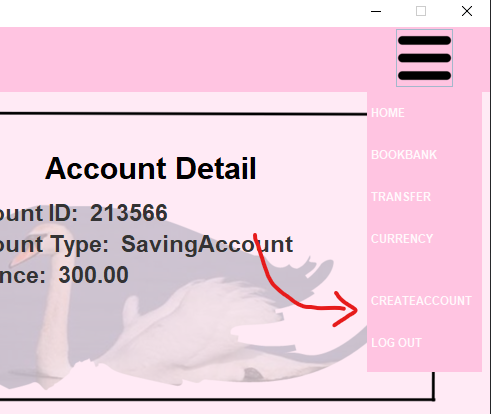 HOME
BOOKBANK
Account Detail
TRANSFER
ount ID: 213566
ount Type: SavingAccount
CURRENCY
nce: 300.00
CREATEACCOUNT
LOG OUT